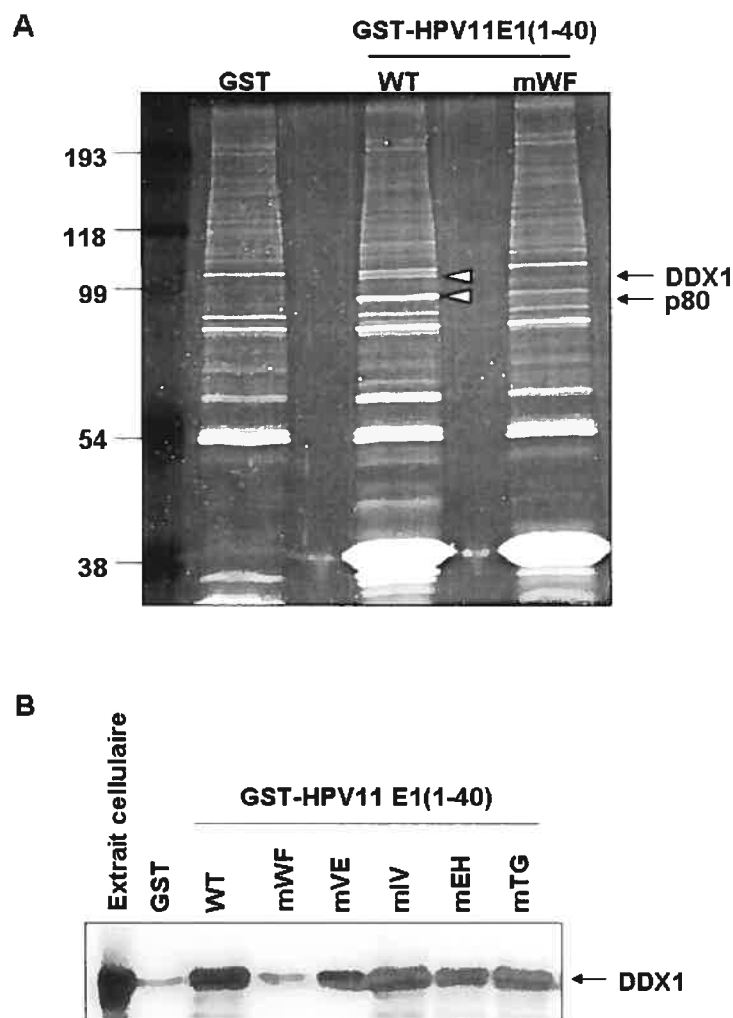 A
GST-HPV11E1(1-40)
GST WT mWF
193
118
99
54
38
DDX1
p80
B
Extrait cellulaire
GST
WT
mWF
mVE
mIV
mEH
mTG
GST-HPV11 E1(1-40)
DDX1